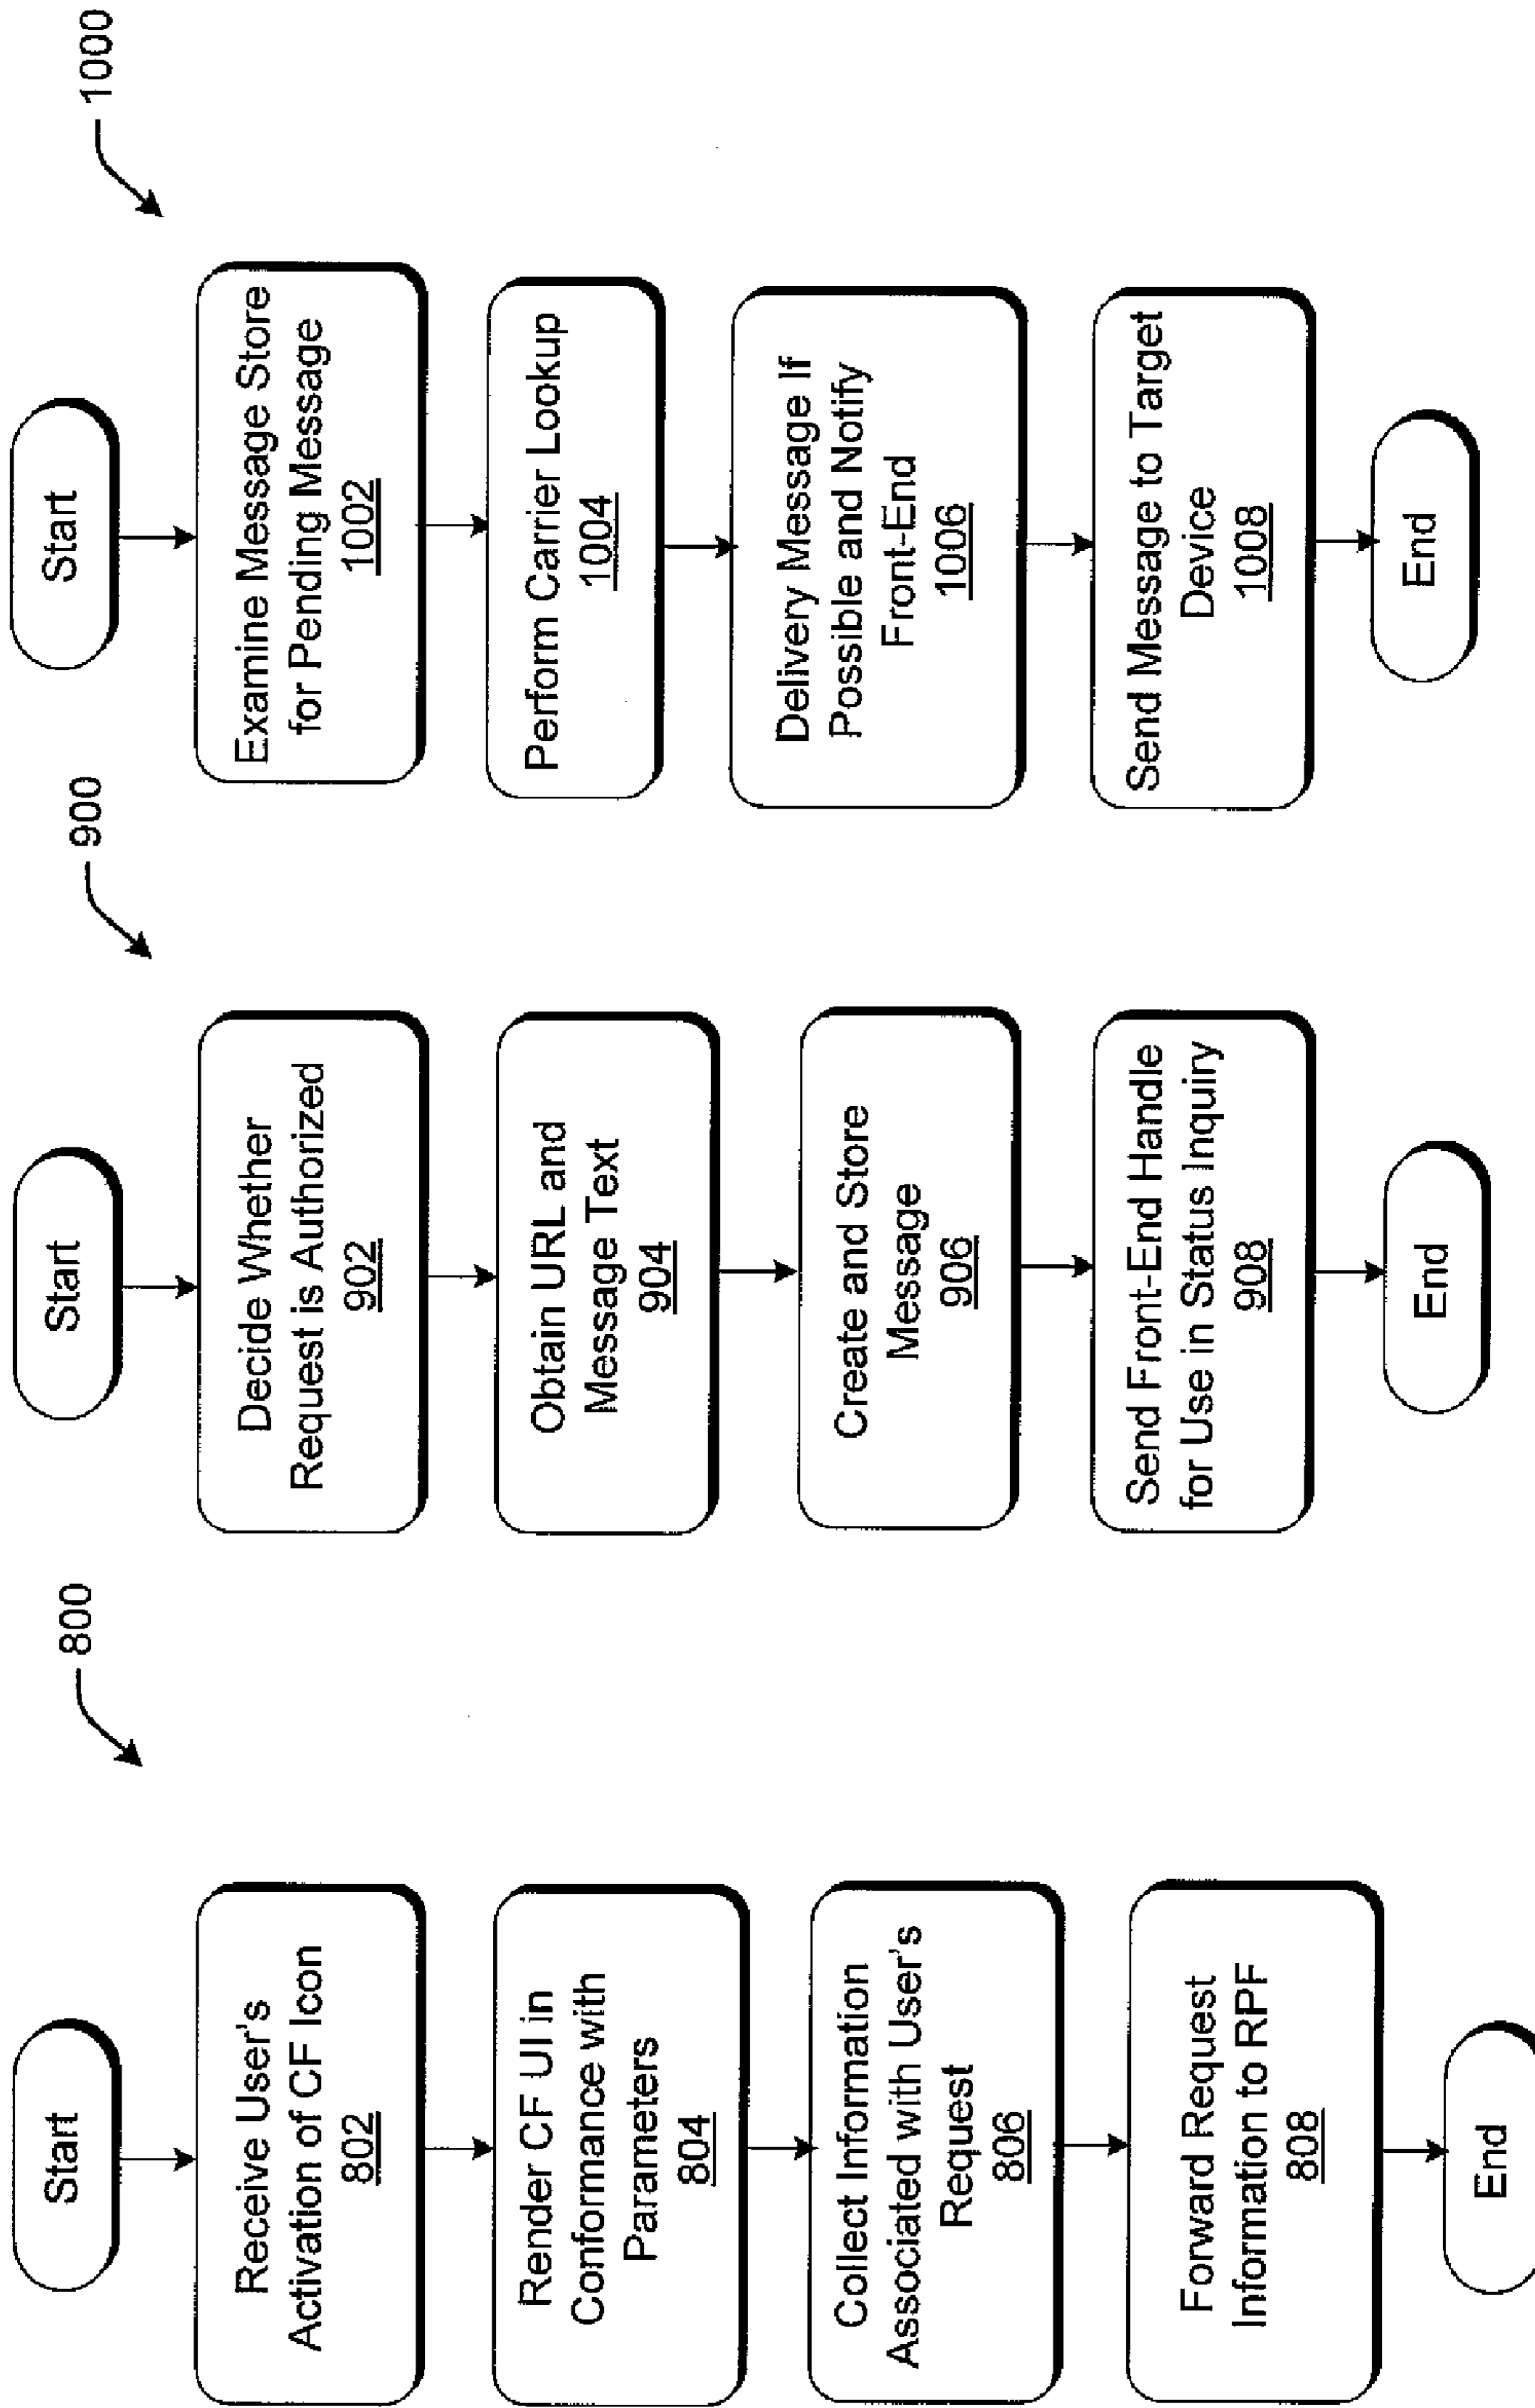 800
Start
Receive User's
Activation of CF Icon
802
Render CF UI in
Conformance with
Parameters
804
Collect Information
Associated with User's
Request
806
Forward Request
Information to RPF
808
End
900
Start
Decide Whether
Request is Authorized
902
Obtain URL and
Message Text
904
Create and Store
Message
906
Send Front-End Handle
for Use in Status Inquiry
908
End
1000
Start
Examine Message Store
for Pending Message
1002
Perform Carrier Lookup
1004
Delivery Message If
Possible and Notify
Front-End
1006
Send Message to Target
Device
1008
End